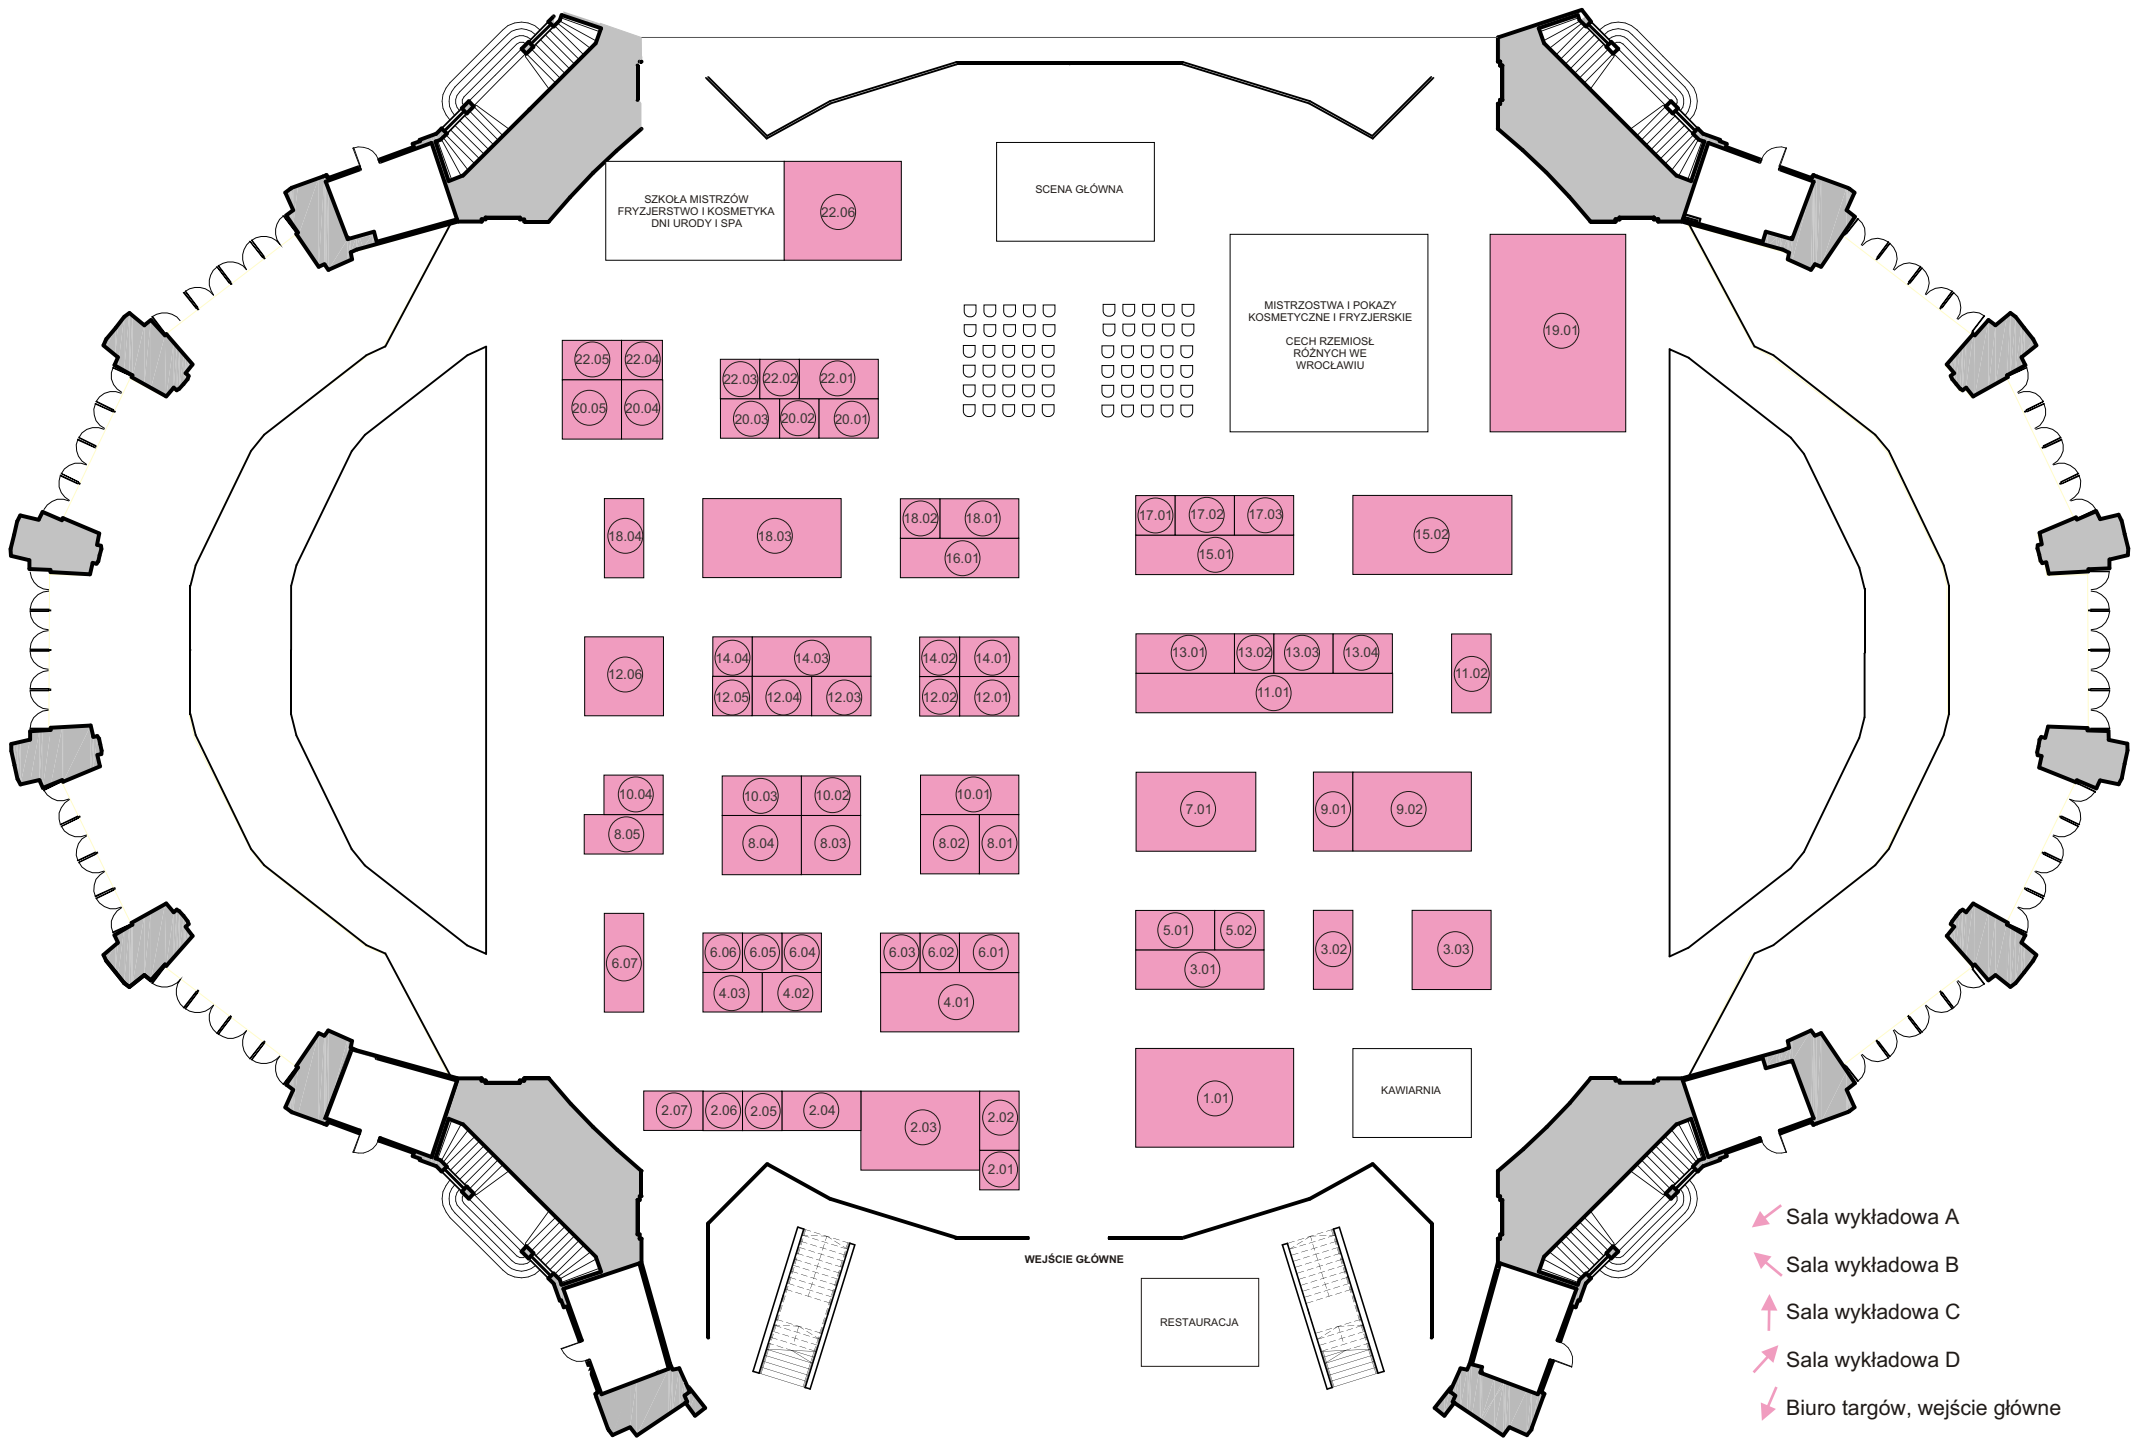 SCENA GŁÓWNA
SZKOŁA MISTRZÓW
FRYZJERSTWO I KOSMETYKA
DNI URODY I SPA
22.06
MISTRZOSTWA I POKAZY
KOSMETYCZNE I FRYZJERSKIE
CECH RZEMIOSŁ
RÓŻNYCH WE
WROCŁAWIU
19.01
22.05 22.04
20.05 20.04
22.03 22.02 22.01
20.03 20.02 20.01
18.04
18.03
18.02 18.01
16.01
17.01 17.02 17.03
15.01
15.02
12.06
14.04 14.03
12.05 12.04 12.03
14.02 14.01
12.02 12.01
13.01 13.02 13.03 13.04
11.01
11.02
10.04
8.05
10.03 10.02
8.04 8.03
10.01
8.02 8.01
7.01
9.01 9.02
6.07
6.06 6.05 6.04
4.03 4.02
6.03 6.02 6.01
4.01
5.01 5.02
3.01
3.02
3.03
2.07 2.06 2.05 2.04
2.03
2.02
2.01
1.01
KAWIARNIA
WEJŚCIE GŁÓWNE
RESTAURACJA
Sala wykładowa A
Sala wykładowa B
Sala wykładowa C
Sala wykładowa D
Biuro targów, wejście główne